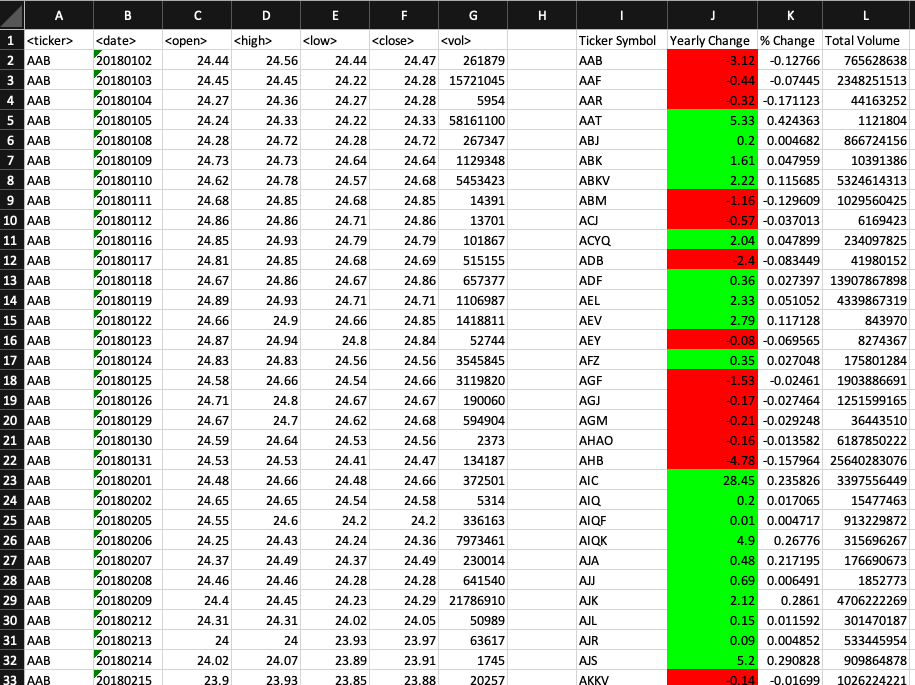 A B C D E F G H I J K L
1 <ticker> <date> <open> <high> <low> <close> <vol> Ticker Symbol Yearly Change % Change Total Volume
2 AAB 20180102 24.44 24.56 24.44 24.47 261879 AAB -3.12 -0.12766 765628638
3 AAB 20180103 24.45 24.45 24.22 24.28 15721045 AAF -0.44 -0.07445 2348251513
4 AAB 20180104 24.27 24.36 24.27 24.28 5954 AAR -0.32 -0.171123 44163252
5 AAB 20180105 24.24 24.33 24.22 24.33 58161100 AAT 5.33 0.424363 1121804
6 AAB 20180108 24.28 24.72 24.28 24.72 267347 ABJ 0.2 0.004682 866724156
7 AAB 20180109 24.73 24.73 24.64 24.64 1129348 ABK 1.61 0.047959 10391386
8 AAB 20180110 24.62 24.78 24.57 24.68 5453423 ABKV 2.22 0.115685 5324614313
9 AAB 20180111 24.68 24.85 24.68 24.85 14391 ABM -1.16 -0.129609 1029560425
10 AAB 20180112 24.86 24.86 24.71 24.86 13701 ACJ -0.57 -0.037013 6169423
11 AAB 20180116 24.85 24.93 24.79 24.79 101867 ACYQ 2.04 0.047899 234097825
12 AAB 20180117 24.81 24.85 24.68 24.69 515155 ADB -2.4 -0.083449 41980152
13 AAB 20180118 24.67 24.86 24.67 24.86 657377 ADF 0.36 0.027397 13907867898
14 AAB 20180119 24.89 24.93 24.71 24.71 1106987 AEL 2.33 0.051052 4339867319
15 AAB 20180122 24.66 24.9 24.66 24.85 1418811 AEV 2.79 0.117128 843970
16 AAB 20180123 24.87 24.94 24.8 24.84 52744 AEY -0.08 -0.069565 8274367
17 AAB 20180124 24.83 24.83 24.56 24.56 3545845 AFZ 0.35 0.027048 175801284
18 AAB 20180125 24.58 24.66 24.54 24.66 3119820 AGF -1.53 -0.02461 1903886691
19 AAB 20180126 24.71 24.8 24.67 24.67 190060 AGJ -0.17 -0.027464 1251599165
20 AAB 20180129 24.67 24.7 24.62 24.68 594904 AGM -0.21 -0.029248 36443510
21 AAB 20180130 24.59 24.64 24.53 24.56 2373 AHAO -0.16 -0.013582 6187850222
22 AAB 20180131 24.53 24.53 24.41 24.47 134187 AHB -4.78 -0.157964 25640283076
23 AAB 20180201 24.48 24.66 24.48 24.66 372501 AIC 28.45 0.235826 3397556449
24 AAB 20180202 24.65 24.65 24.54 24.58 5314 AIQ 0.2 0.017065 15477463
25 AAB 20180205 24.55 24.6 24.2 24.2 336163 AIQF 0.01 0.004717 913229872
26 AAB 20180206 24.25 24.43 24.24 24.36 7973461 AIQK 4.9 0.26776 315696267
27 AAB 20180207 24.37 24.49 24.37 24.49 230014 AJA 0.48 0.217195 176690673
28 AAB 20180208 24.46 24.46 24.28 24.28 641540 AJJ 0.69 0.006491 1852773
29 AAB 20180209 24.4 24.45 24.23 24.29 21786910 AJK 2.12 0.2861 4706222269
30 AAB 20180212 24.31 24.31 24.02 24.05 50989 AJL 0.15 0.011592 301470187
31 AAB 20180213 24 24 23.93 23.97 63617 AJR 0.09 0.004852 533445954
32 AAB 20180214 24.02 24.07 23.89 23.91 1745 AJS 5.2 0.290828 909864878
33 AAB 20180215 23.9 23.93 23.85 23.88 20257 AKKV -0.14 -0.01699 1026224221